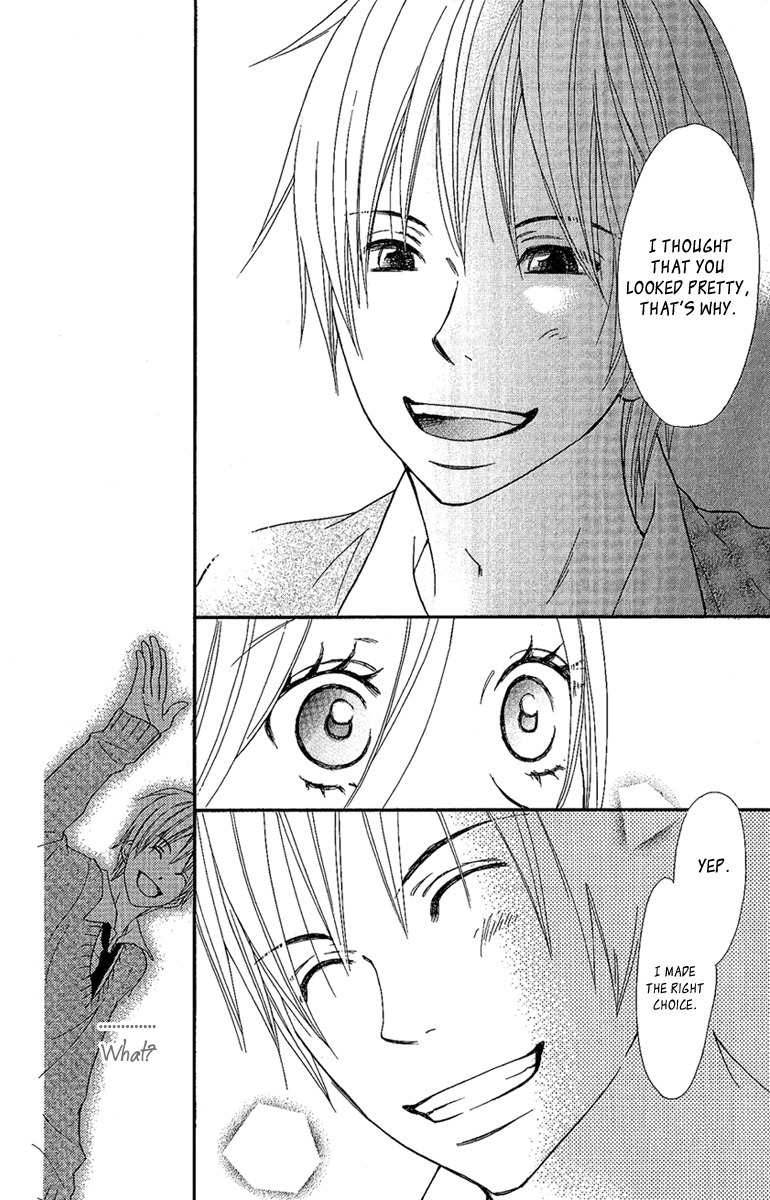 I THOUGHT
THAT YOU
LOOKED PRETTY,
THAT'S WHY.
YEP.
I MADE
THE RIGHT
CHOICE.
..............
What?